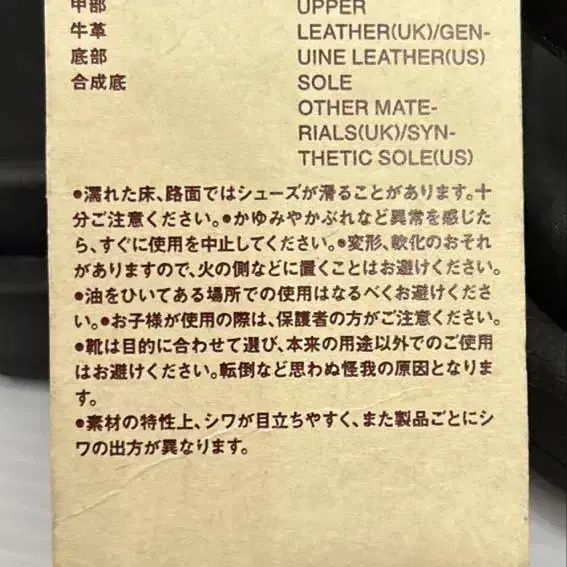 甲部
牛革
底部
合成底
UPPER
LEATHER(UK)/GEN-
UINE LEATHER(US)
SOLE
OTHER MATE-
RIALS(UK)/SYN-
THETIC SOLE(US)
●濡れた床、路面ではシューズが滑ることがあります。十
分ご注意ください。●かゆみやかぶれなど異常を感じた
ら、すぐに使用を中止してください。●変形、軟化のおそれ
がありますので、火の側などに置くことはお避けください。
●油をひいてある場所での使用はなるべくお避けくださ
い。●お子様が使用の際は、保護者の方がご注意ください。
●靴は目的に合わせて選び、本来の用途以外でのご使用
はお避けください。転倒など思わぬ怪我の原因となりま
す。
●素材の特性上、シワが目立ちやすく、また製品ごとにシ
ワの出方が異なります。